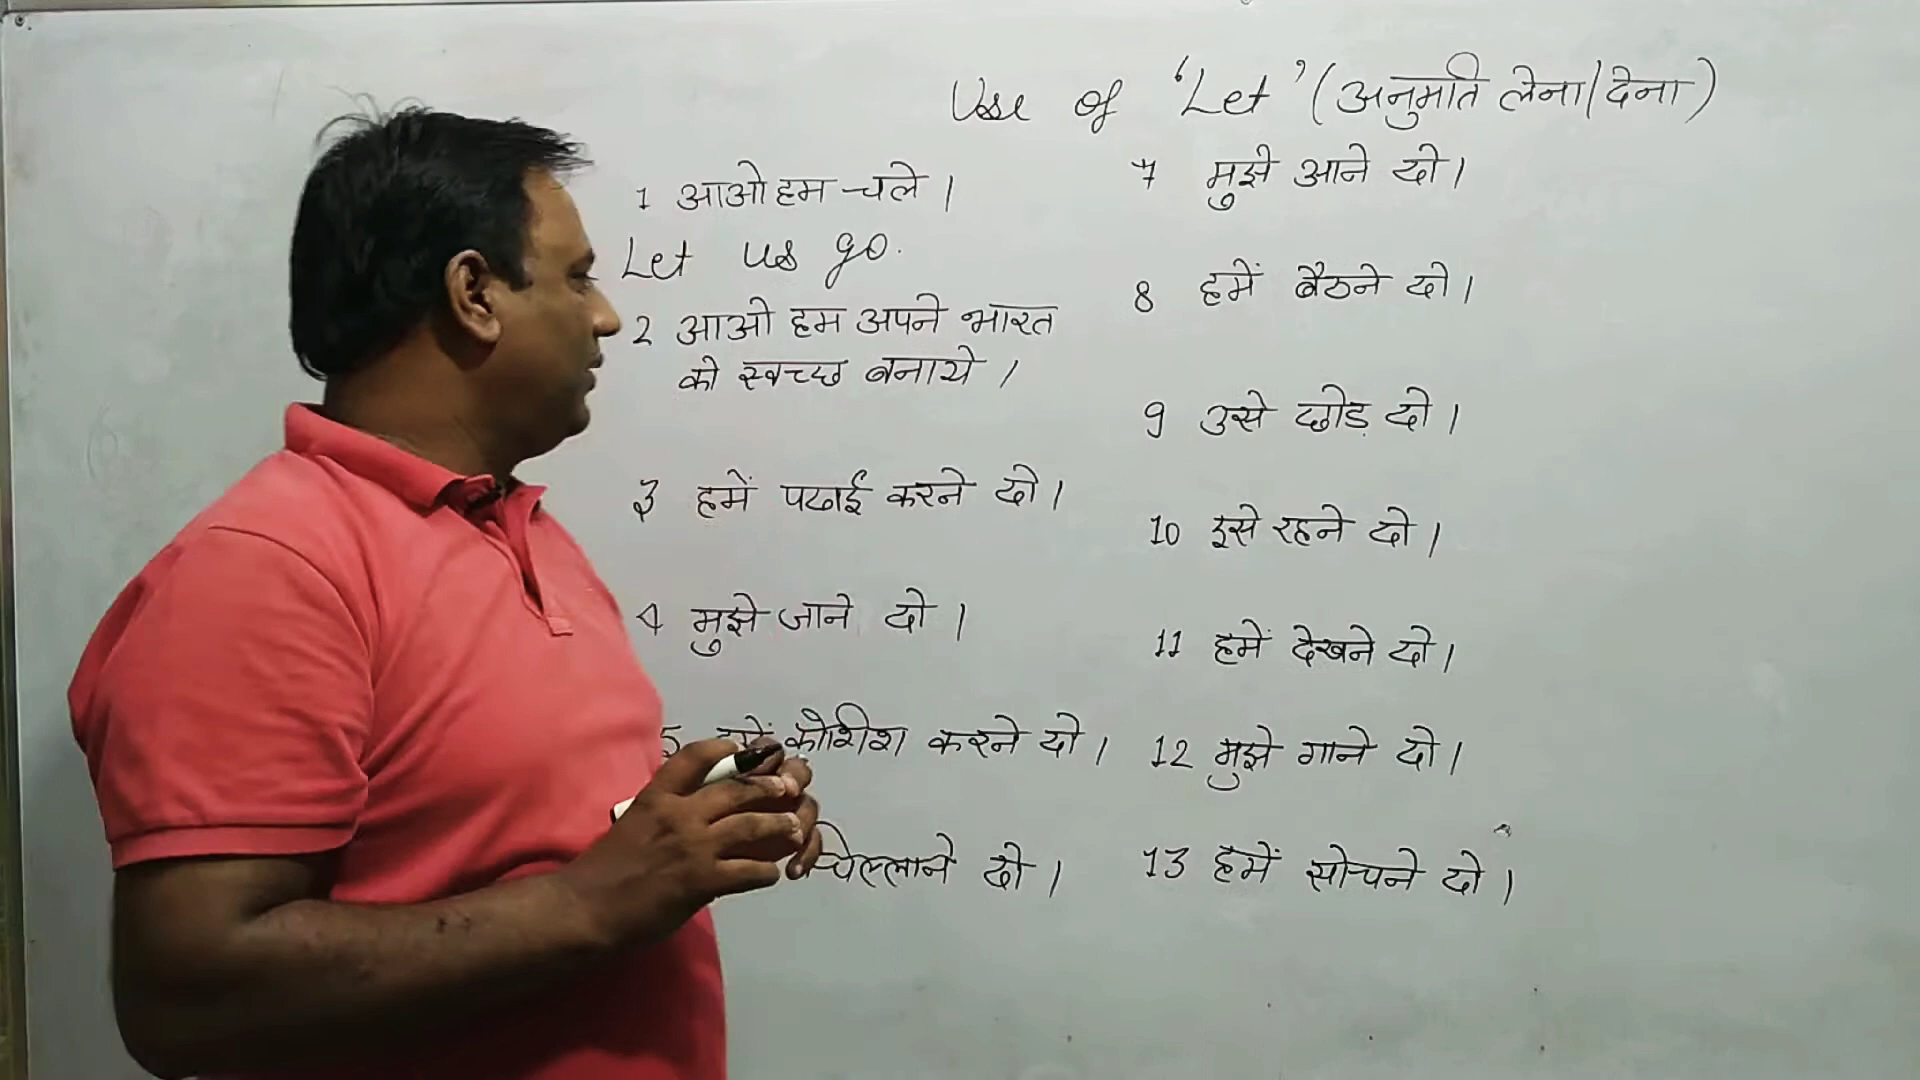 Use of 'Let' (अनुमति लेना/देना)
1 आओ हम चले।
Let us go.
2 आओ हम अपने भारत
को स्वच्छ बनाये।
3 हमें पढाई करने दो।
4 मुझे जाने दो।
5 हमें कोशिश करने दो।
चिल्लाने दो।
7 मुझे आने दो।
8 हमें बैठने दो।
9 उसे छोड़ दो।
10 इसे रहने दो।
11 हमें देखने दो।
12 मुझे गाने दो।
13 हमें सोचने दो।